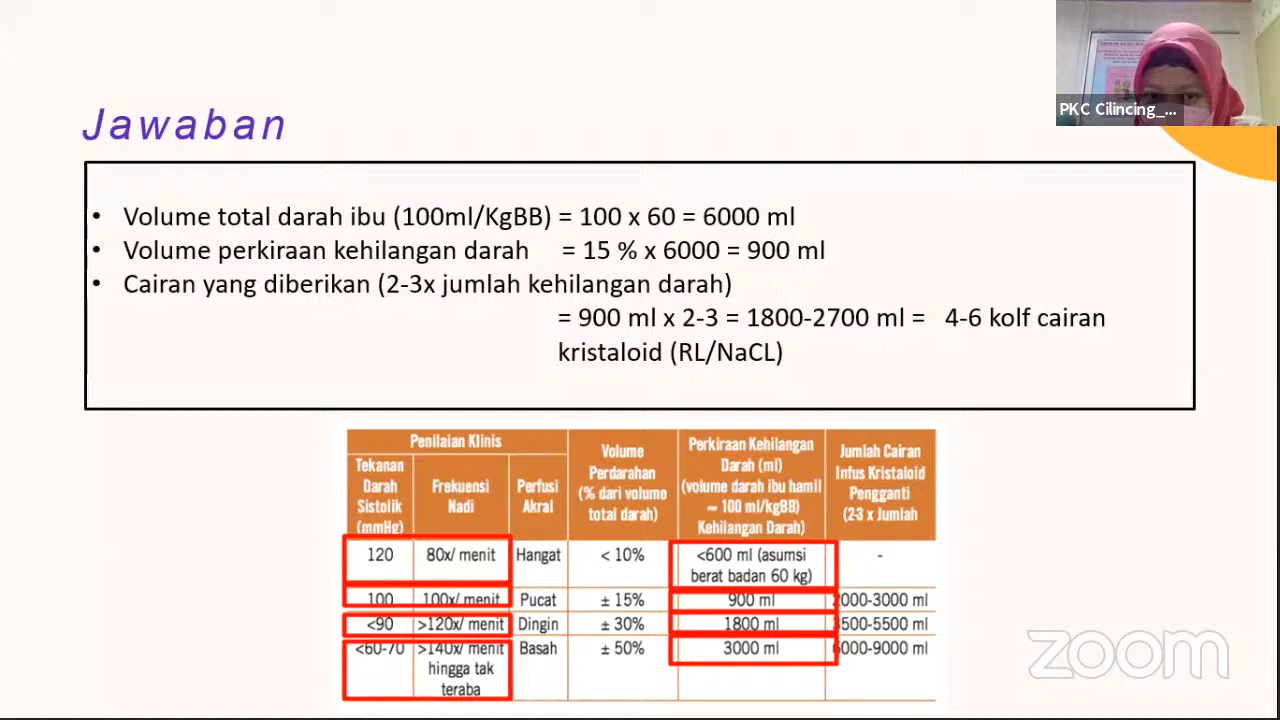 PKC Cilincing_...
Jawaban
• Volume total darah ibu (100ml/KgBB) = 100 x 60 = 6000 ml
• Volume perkiraan kehilangan darah = 15 % x 6000 = 900 ml
• Cairan yang diberikan (2-3x jumlah kehilangan darah)
= 900 ml x 2-3 = 1800-2700 ml = 4-6 kolf cairan
kristaloid (RL/NaCL)
Penilaian Klinis
Tekanan Darah Sistolik (mmHg)
Frekuensi Nadi
Perfusi Akral
Volume Perdarahan (% dari volume total darah)
Perkiraan Kehilangan Darah (ml) (volume darah ibu hamil ~ 100 ml/kgBB) Kehilangan Darah)
Jumlah Cairan Infus Kristaloid Pengganti (2-3 x Jumlah
120 80x/ menit Hangat < 10% <600 ml (asumsi berat badan 60 kg) -
100 100x/ menit Pucat ± 15% 900 ml 2000-3000 ml
<90 >120x/ menit Dingin ± 30% 1800 ml 3500-5500 ml
<60-70 >140x/ menit hingga tak teraba Basah ± 50% 3000 ml 6000-9000 ml
zoom